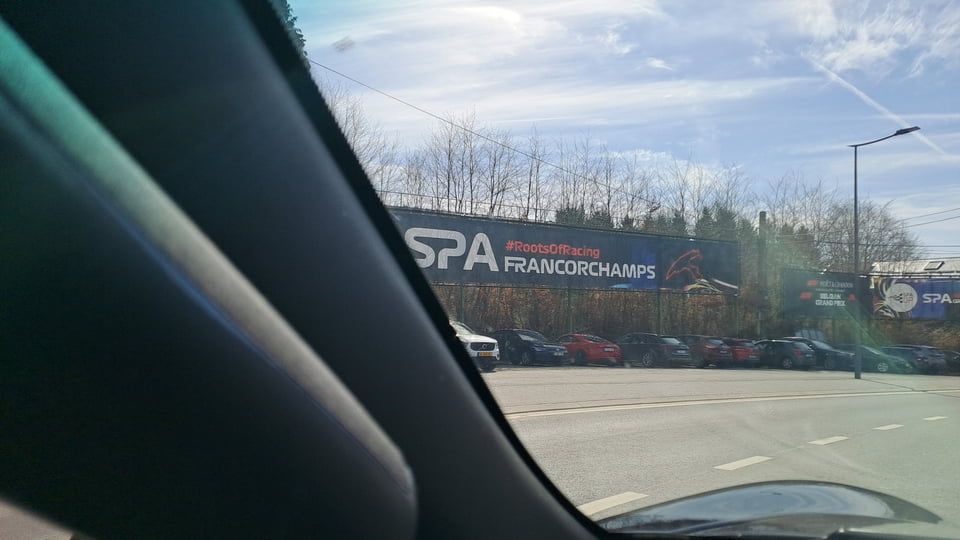 SPA
#RootsOfRacing
FRANCORCHAMPS
BELGIAN
GRAND PRIX
SPA